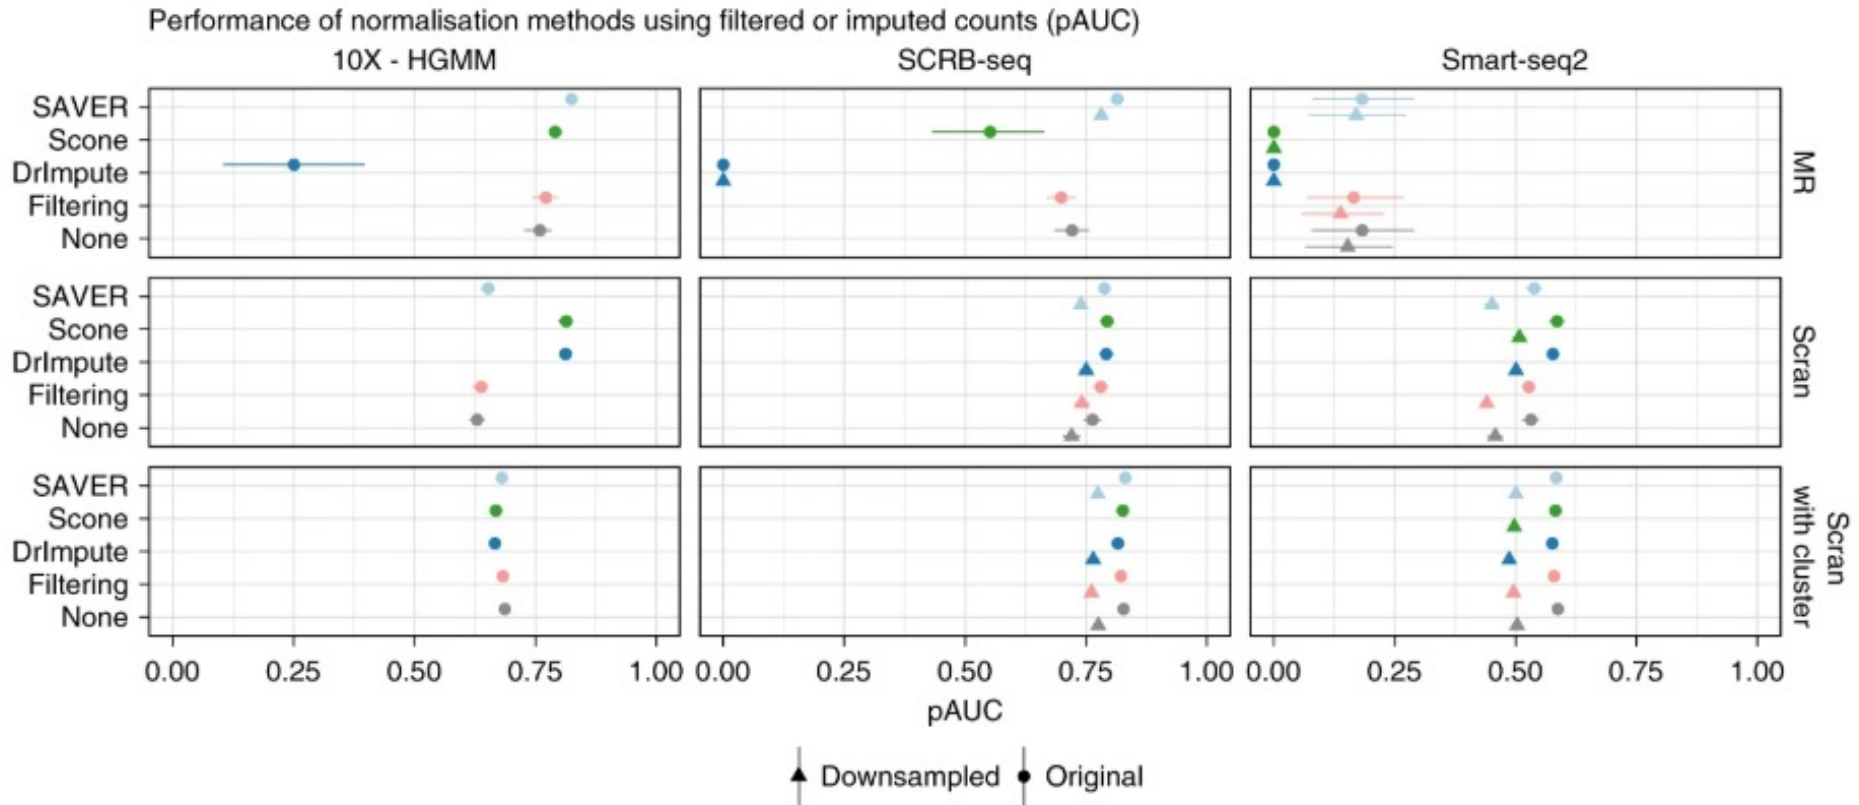 Performance of normalisation methods using filtered or imputed counts (pAUC)
10X - HGMM SCRB-seq Smart-seq2
SAVER
Scone
DrImpute
Filtering
None
MR
SAVER
Scone
DrImpute
Filtering
None
Scran
SAVER
Scone
DrImpute
Filtering
None
Scran
with cluster
0.00 0.25 0.50 0.75 1.00 0.00 0.25 0.50 0.75 1.00 0.00 0.25 0.50 0.75 1.00
pAUC
Downsampled Original